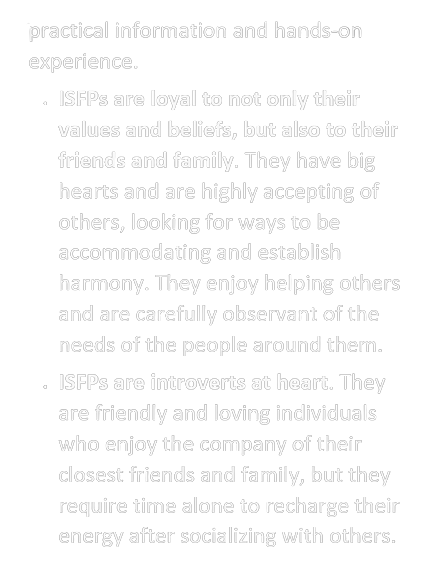 practical information and hands-on
experience.
. ISFPs are loyal to not only their
values and beliefs, but also to their
friends and family. They have big
hearts and are highly accepting of
others, looking for ways to be
accommodating and establish
harmony. They enjoy helping others
and are carefully observant of the
needs of the people around them.
. ISFPs are introverts at heart. They
are friendly and loving individuals
who enjoy the company of their
closest friends and family, but they
require time alone to recharge their
energy after socializing with others.